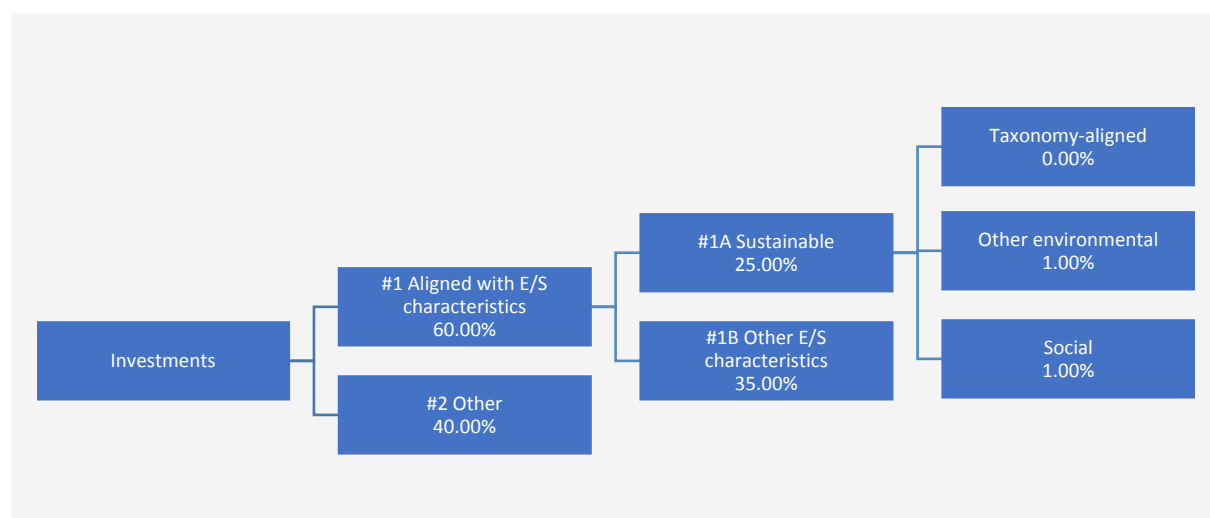 Investments
#1 Aligned with E/S
characteristics
60.00%
#2 Other
40.00%
#1A Sustainable
25.00%
#1B Other E/S
characteristics
35.00%
Taxonomy-aligned
0.00%
Other environmental
1.00%
Social
1.00%